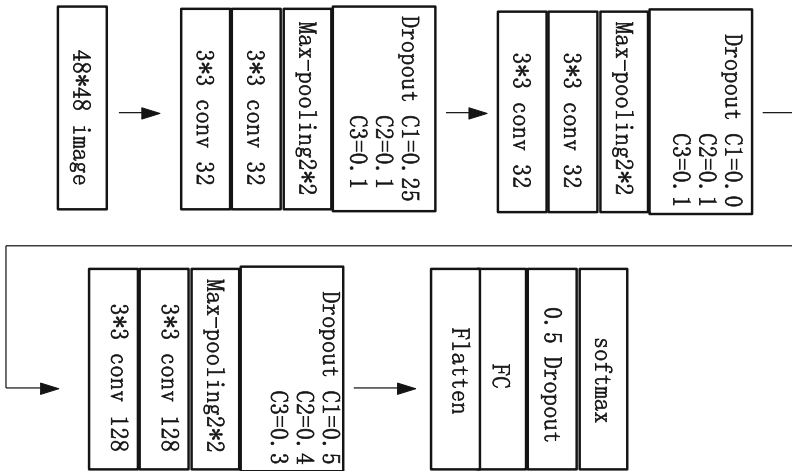 48*48 image
3*3 conv 32
3*3 conv 32
Max-pooling2*2
Dropout C1=0.25
C2=0.1
C3=0.1
3*3 conv 32
3*3 conv 32
Max-pooling2*2
Dropout C1=0.0
C2=0.1
C3=0.1
3*3 conv 128
3*3 conv 128
Max-pooling2*2
Dropout C1=0.5
C2=0.4
C3=0.3
Flatten
FC
0.5 Dropout
softmax